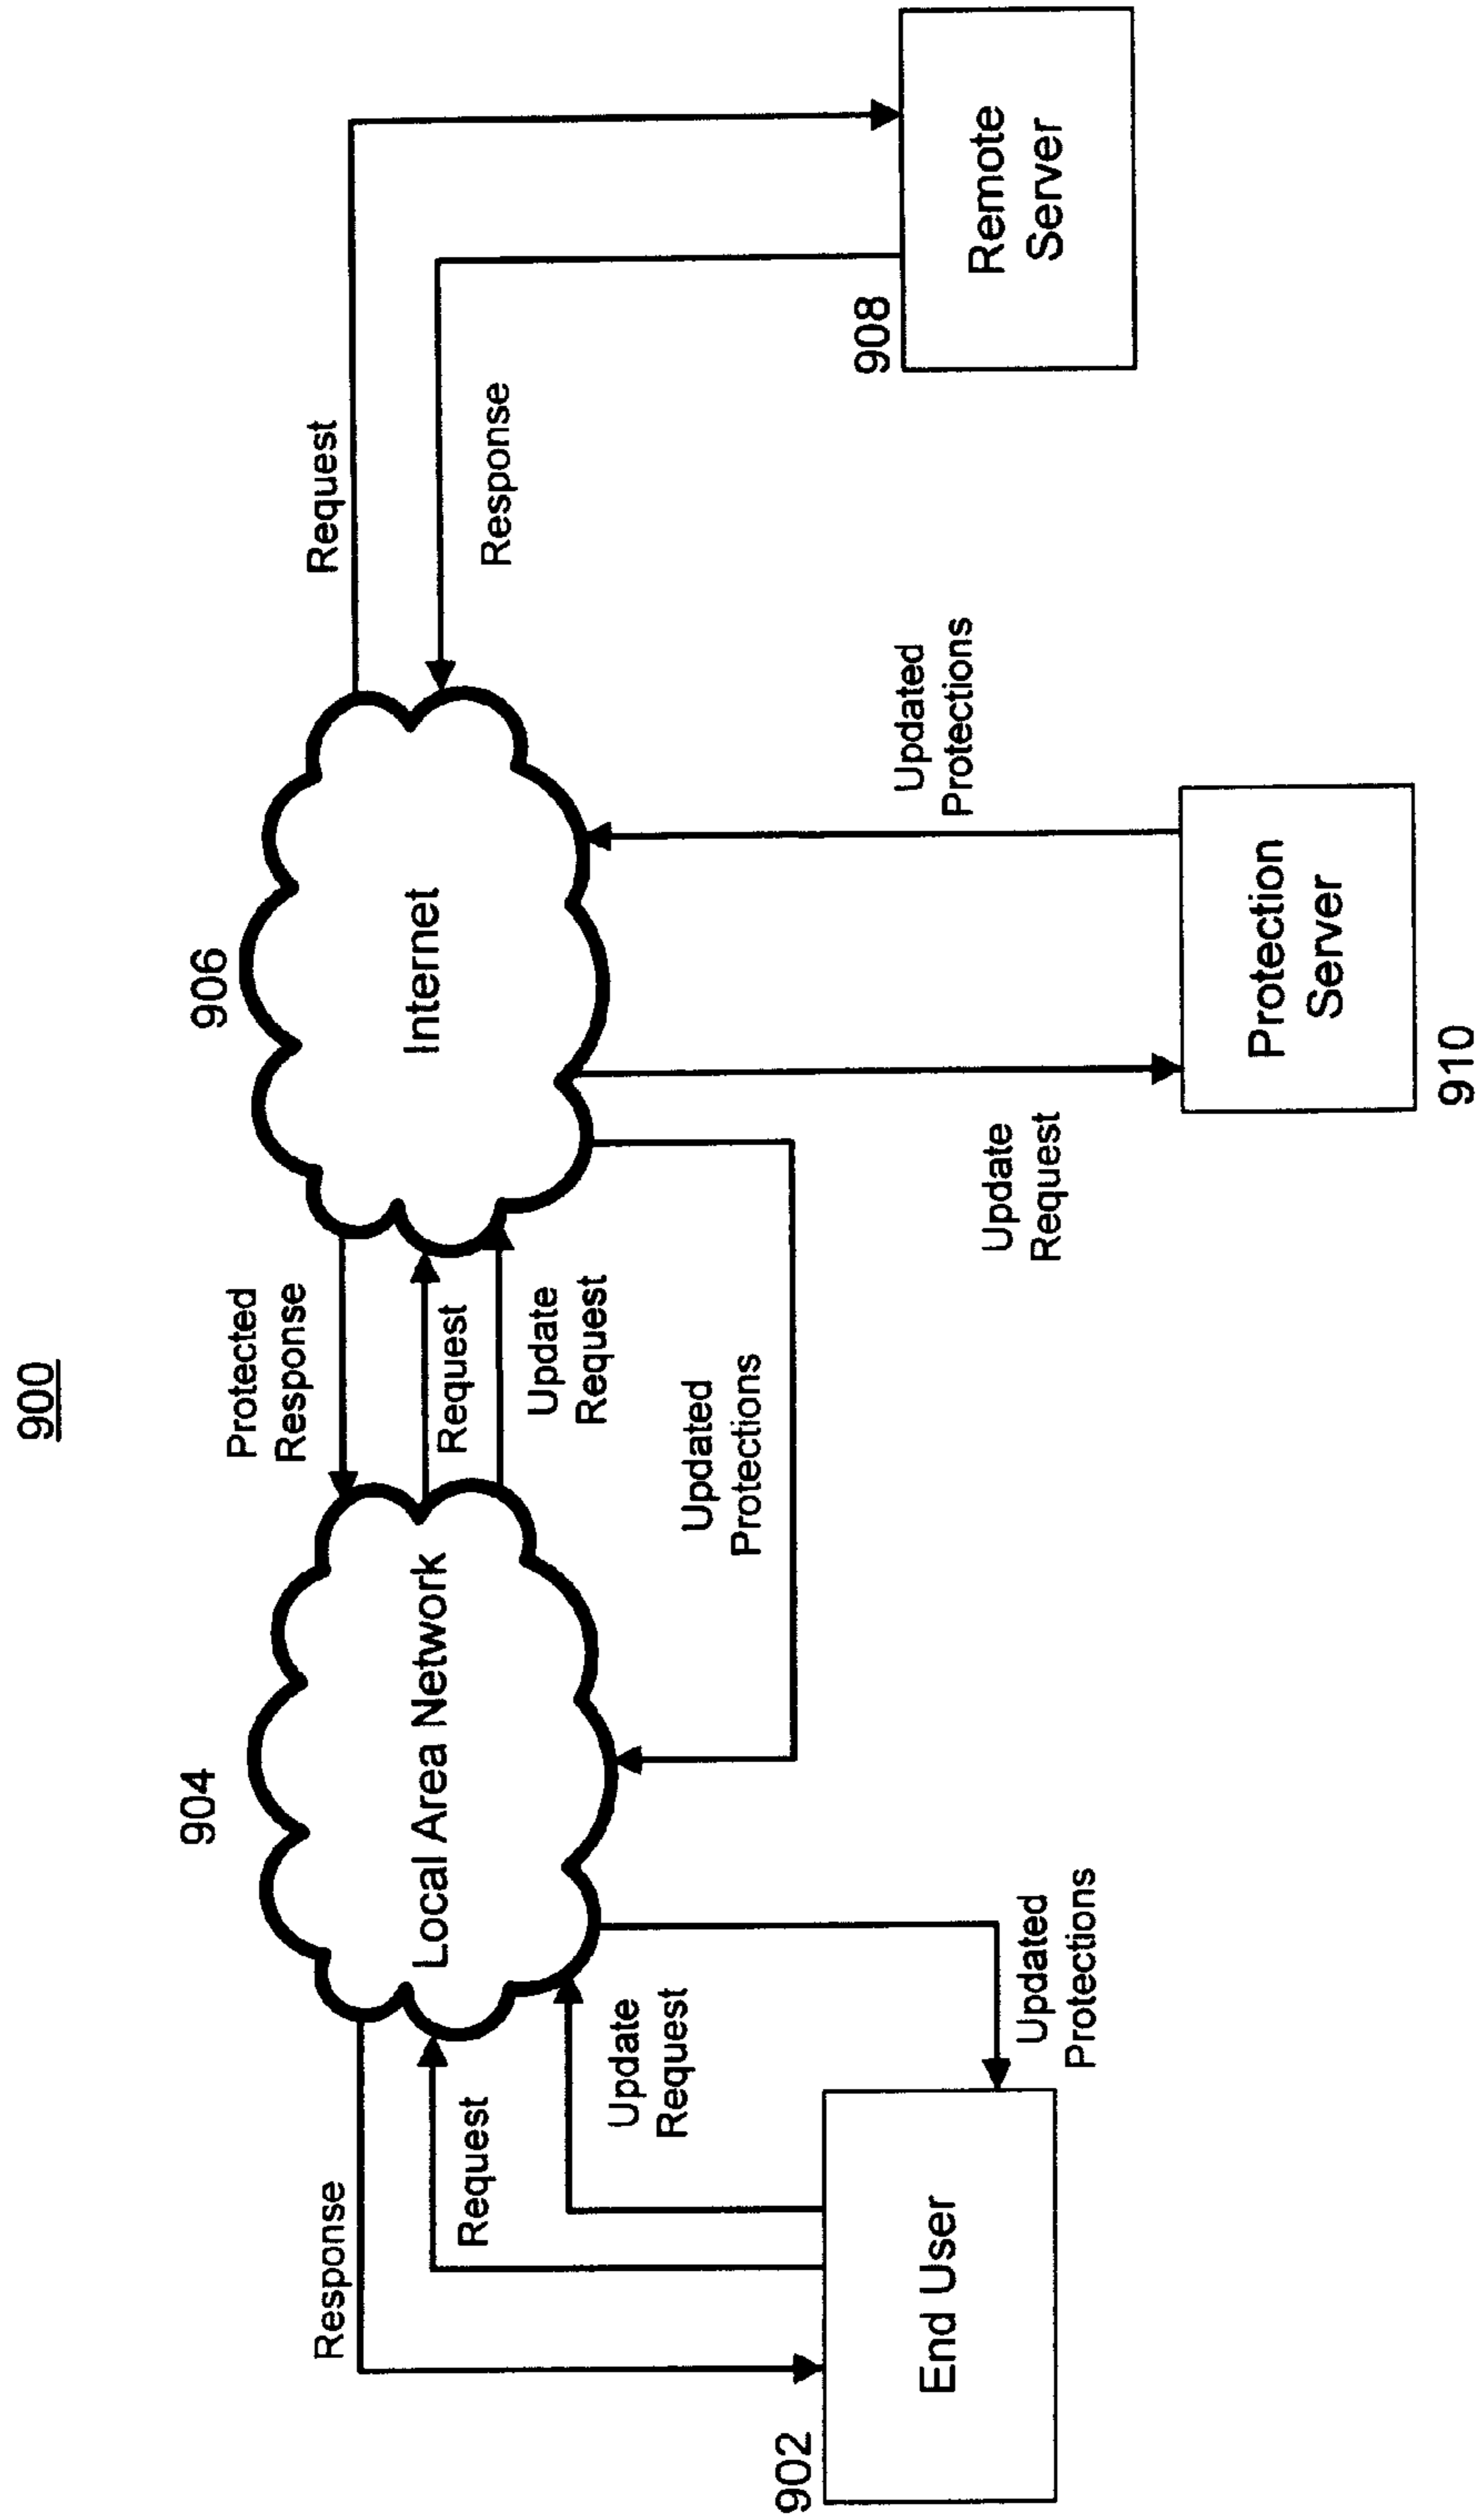 900
904
906
Response
Request
Update
Request
Local Area Network
Protected
Response
Request
Update
Request
Updated
Protections
Internet
Request
Response
902
End User
Updated
Protections
Update
Request
Updated
Protections
908
Remote
Server
Protection
Server
910